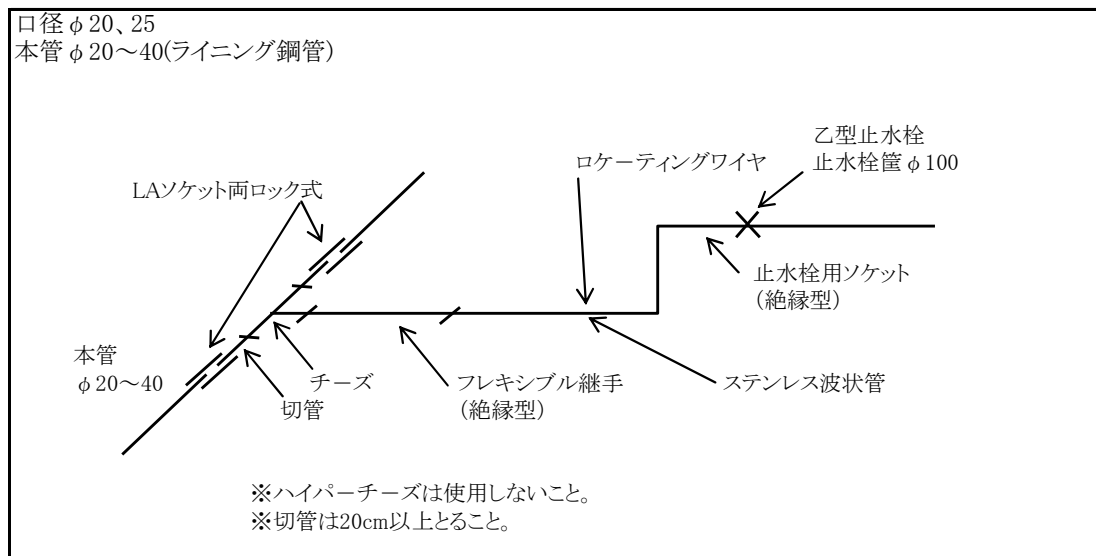 口径φ20、25
本管φ20～40(ライニング鋼管)
乙型止水栓
止水栓筐φ100
ロケーティングワイヤ
LAソケット両ロック式
止水栓用ソケット
(絶縁型)
本管
φ20～40
チーズ
フレキシブル継手
(絶縁型)
ステンレス波状管
切管
※ハイパーチーズは使用しないこと。
※切管は20cm以上とること。